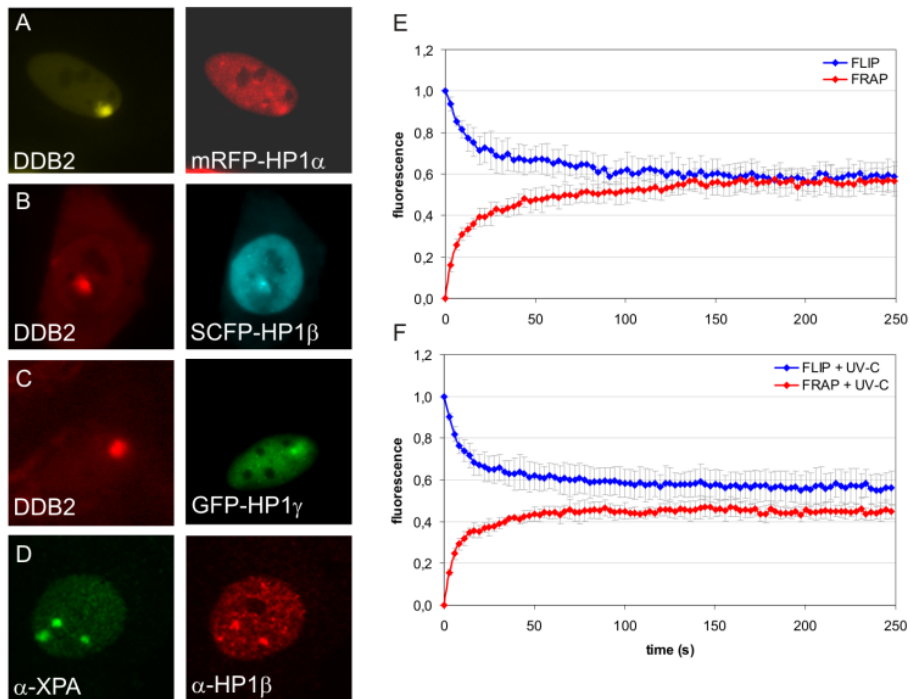 A
DDB2
mRFP-HP1α
B
DDB2
SCFP-HP1β
C
DDB2
GFP-HP1γ
D
α-XPA
α-HP1β
E
1,2
1,0
0,8
0,6
0,4
0,2
0,0
fluorescence
FLIP
FRAP
0
50
100
150
200
250
F
1,2
1,0
0,8
0,6
0,4
0,2
0,0
fluorescence
FLIP + UV-C
FRAP + UV-C
0
50
100
150
200
250
time (s)